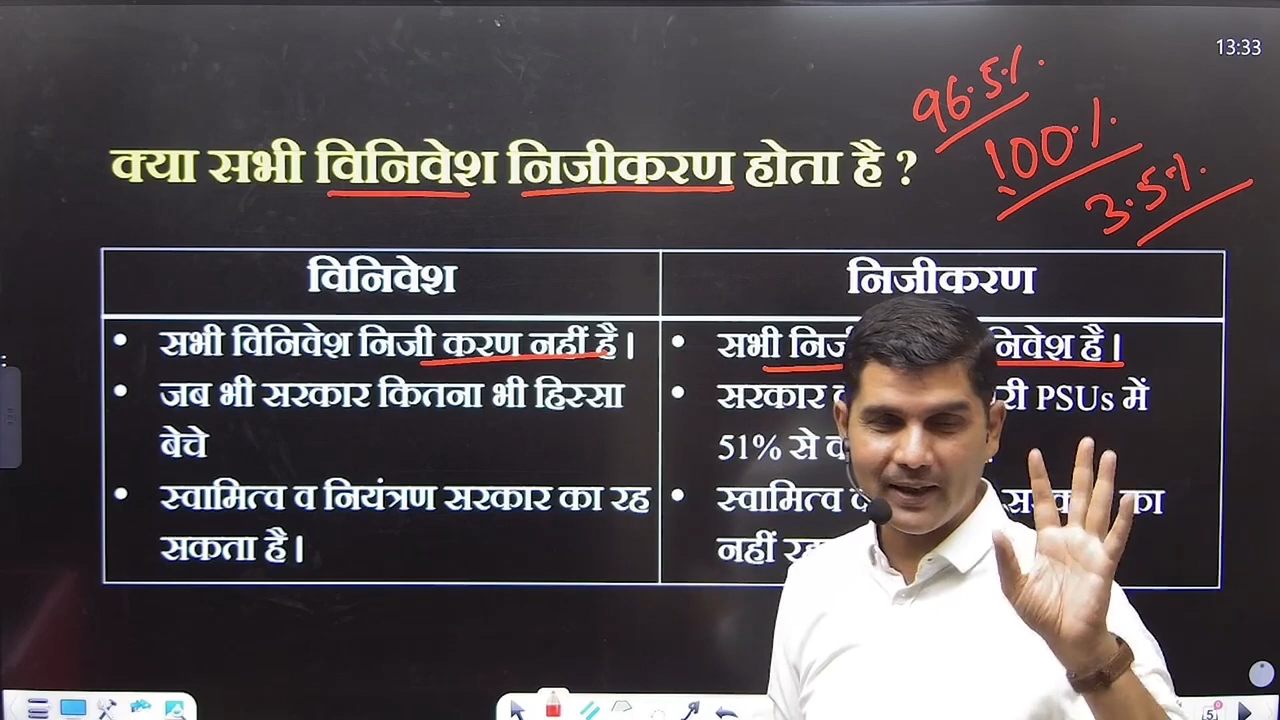 13:33
96.5%
100%
3.5%
क्या सभी विनिवेश निजीकरण होता है ?
विनिवेश
निजीकरण
• सभी विनिवेश निजी करण नहीं है।
• जब भी सरकार कितना भी हिस्सा
बेचे
• स्वामित्व व नियंत्रण सरकार का रह
सकता है।
• सभी निवेश है।
• सरकार PSUs में
51% से
• स्वामित्व का
नहीं
5